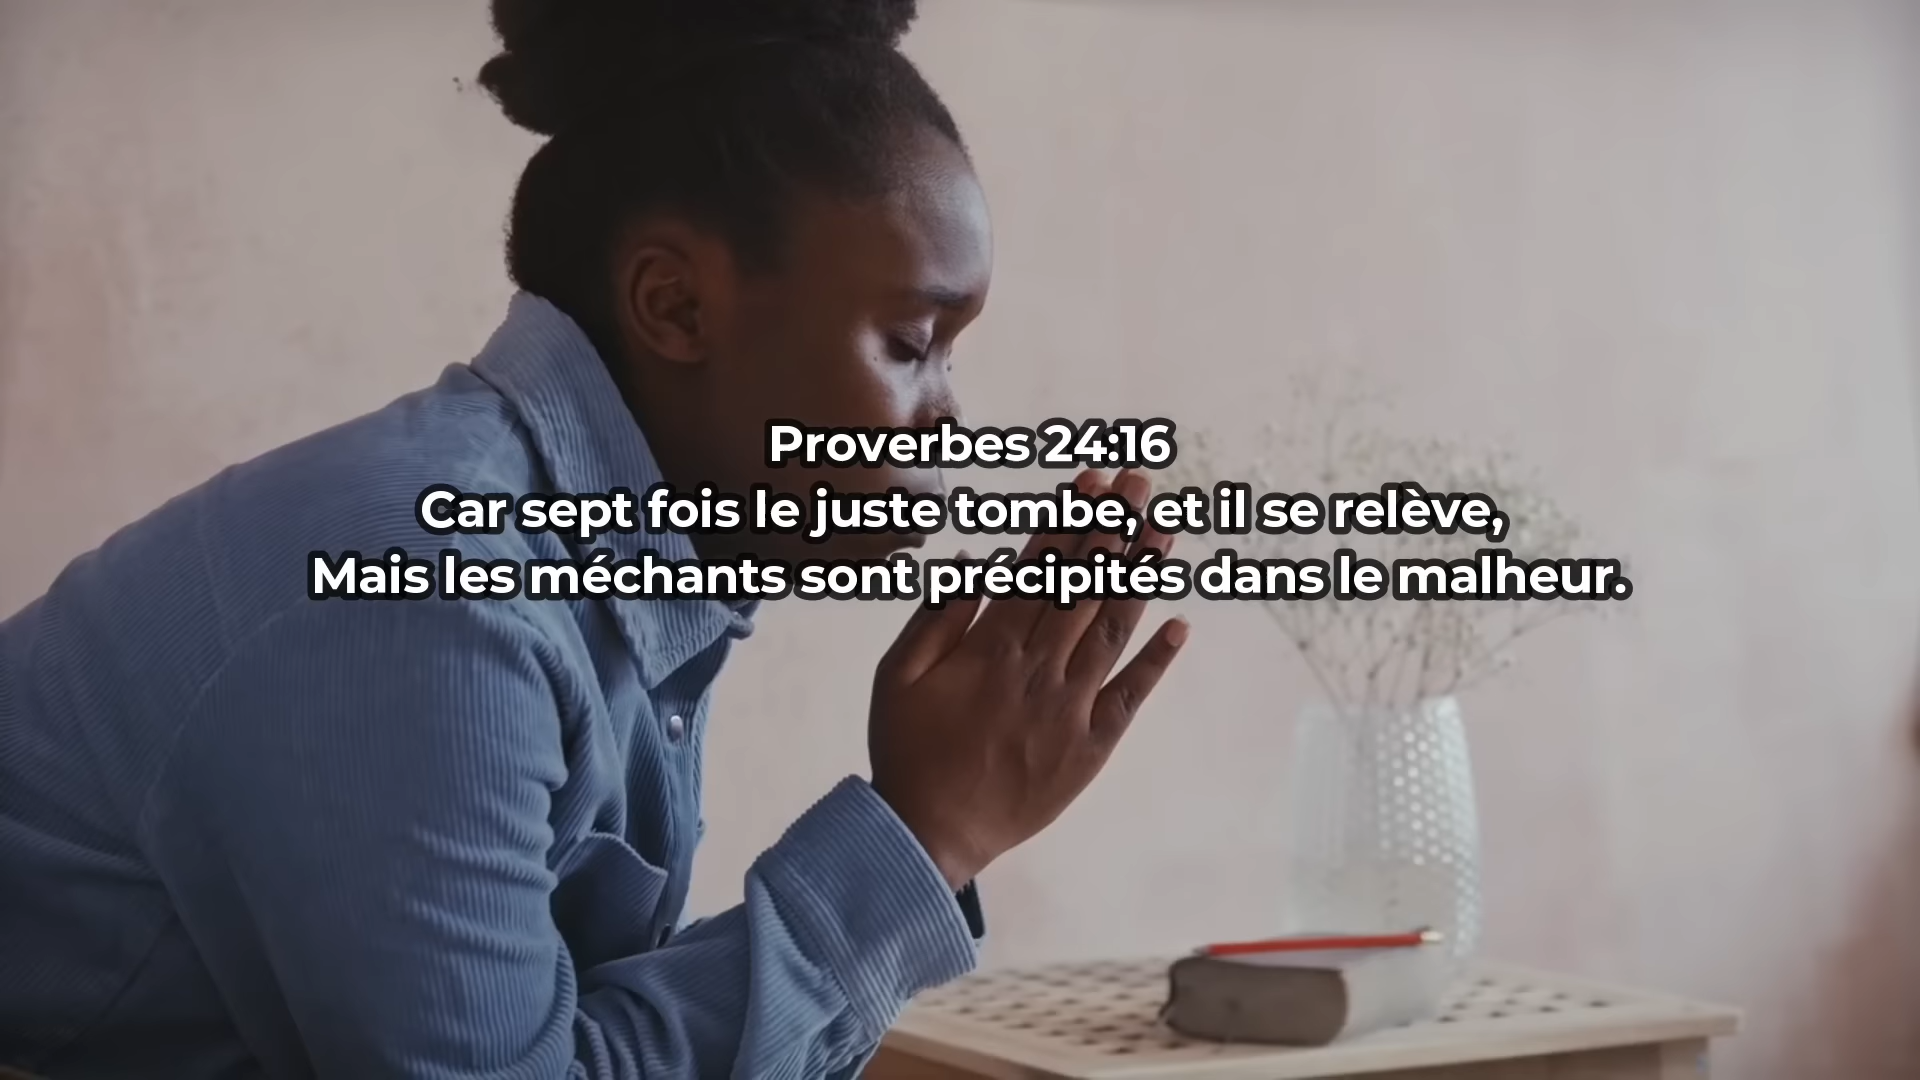 Proverbes 24:16
Car sept fois le juste tombe, et il se relève,
Mais les méchants sont précipités dans le malheur.